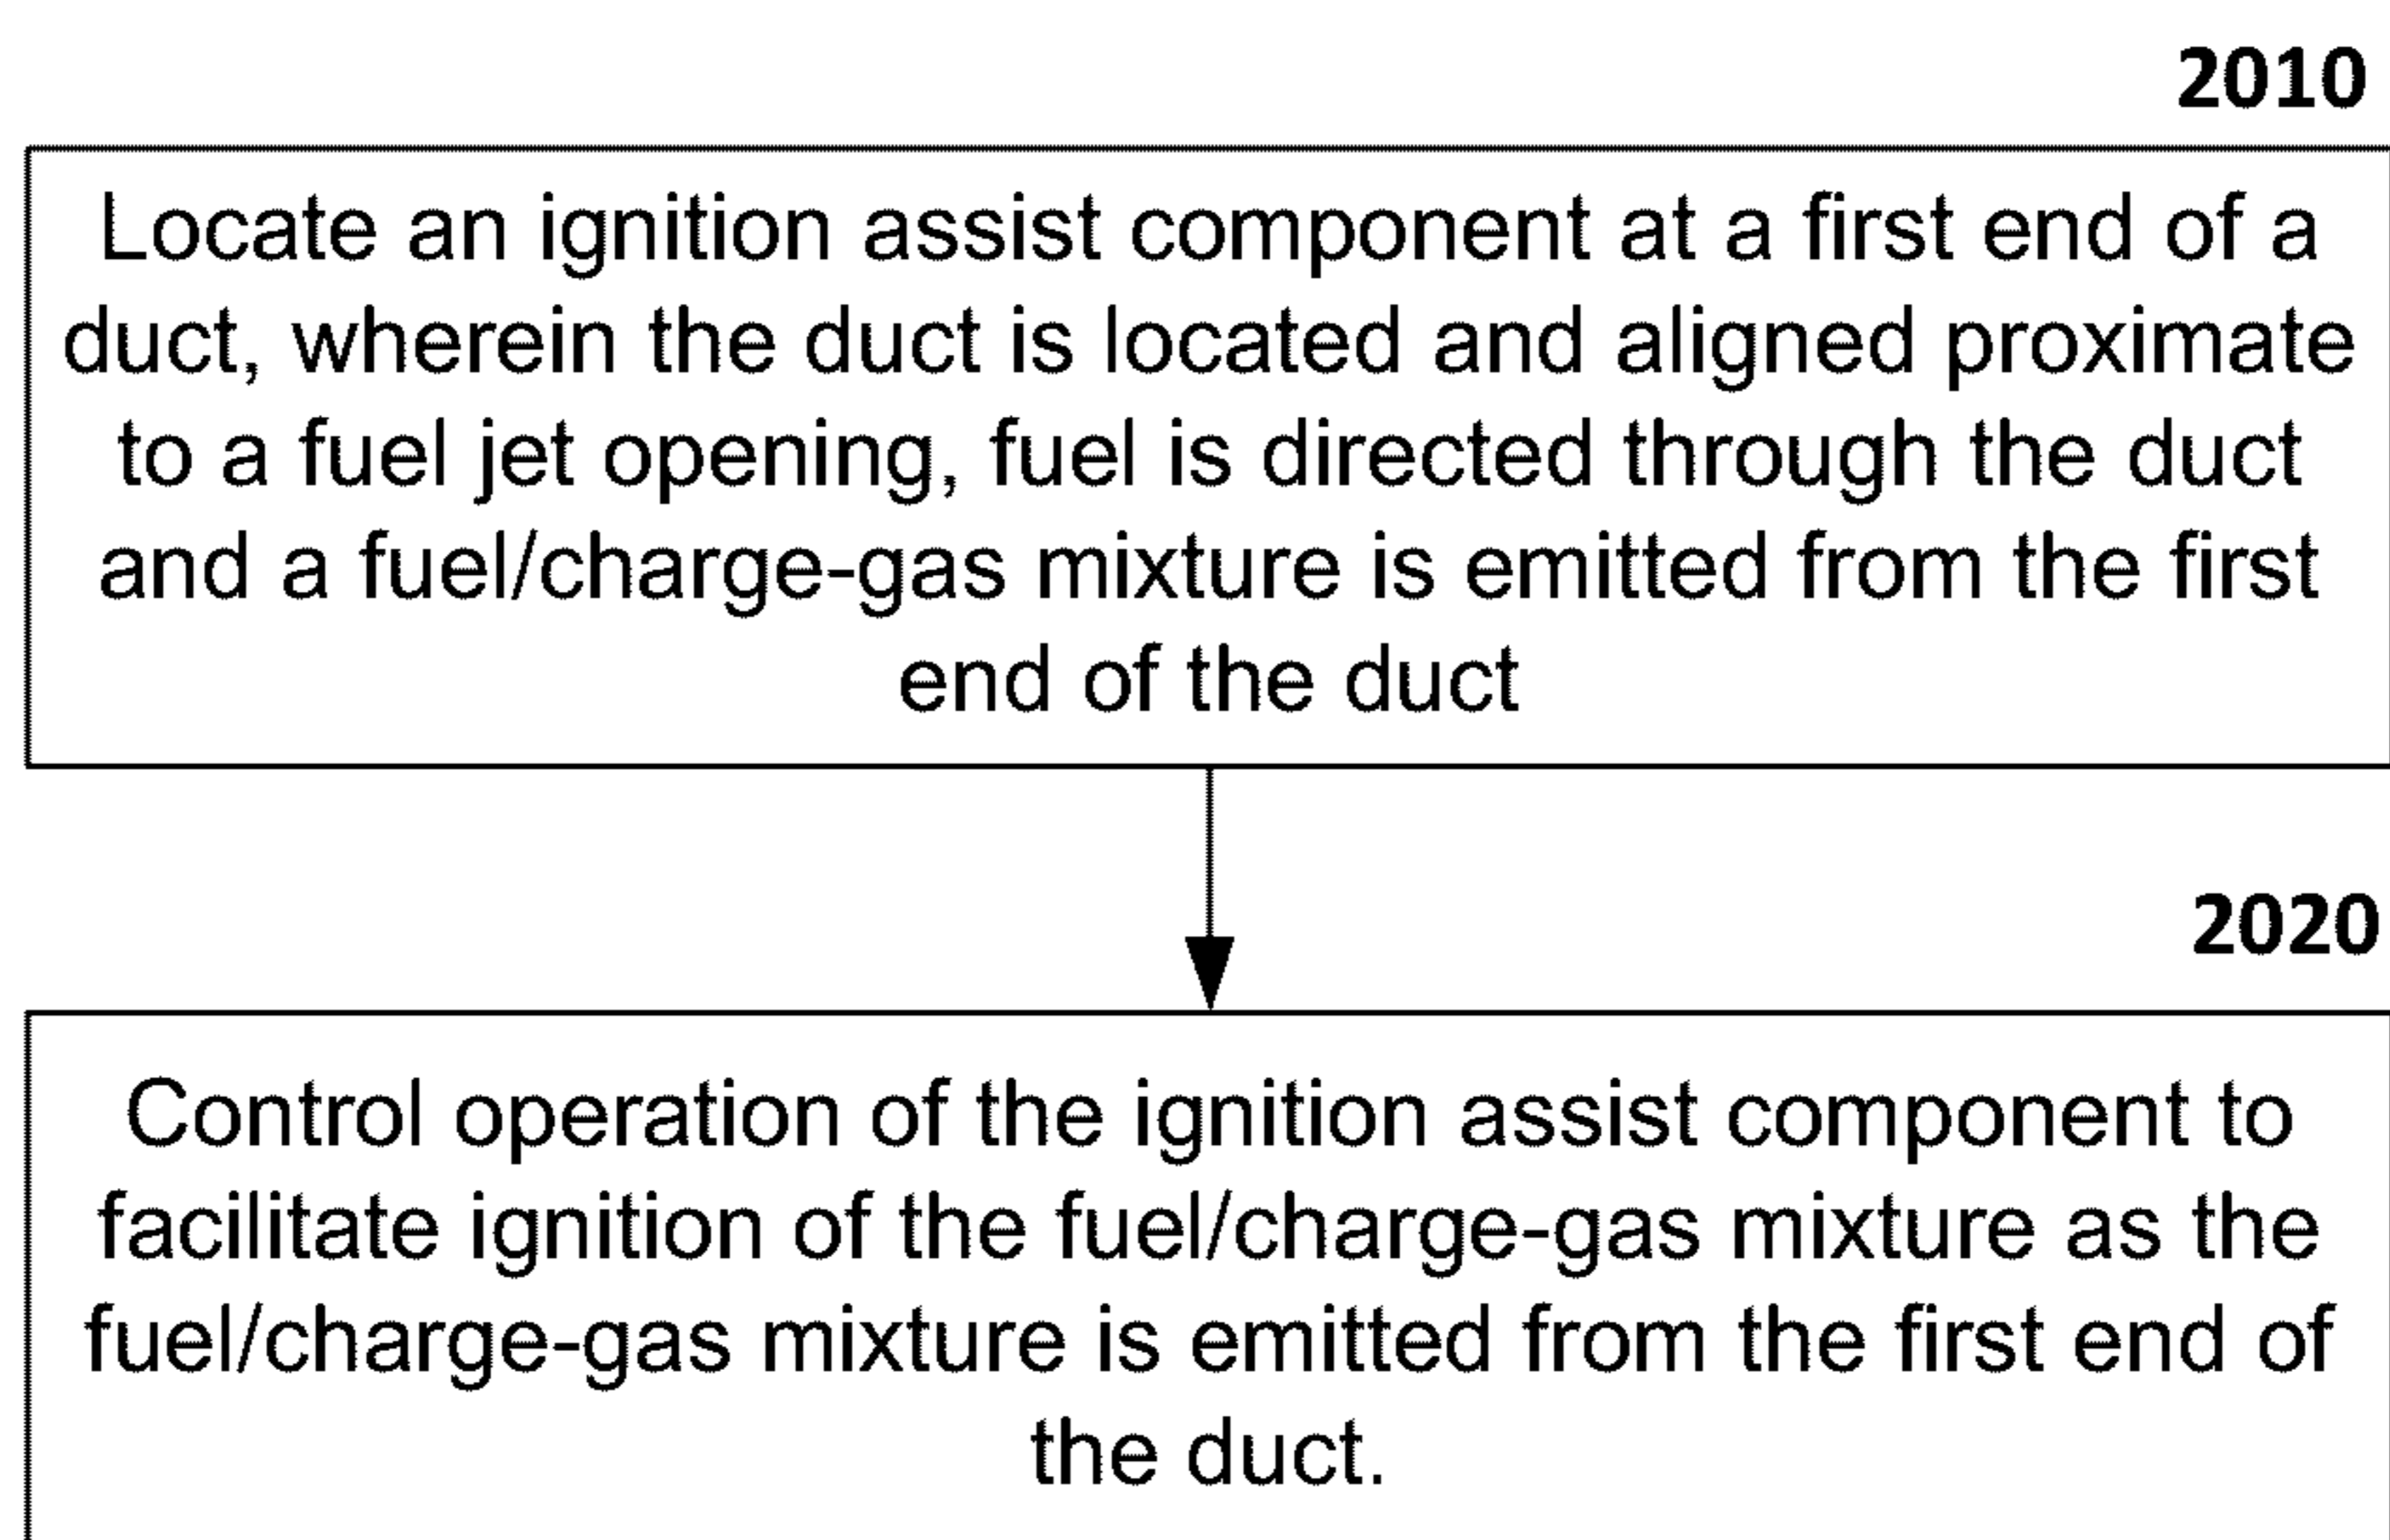 2010
Locate an ignition assist component at a first end of a
duct, wherein the duct is located and aligned proximate
to a fuel jet opening, fuel is directed through the duct
and a fuel/charge-gas mixture is emitted from the first
end of the duct
2020
Control operation of the ignition assist component to
facilitate ignition of the fuel/charge-gas mixture as the
fuel/charge-gas mixture is emitted from the first end of
the duct.